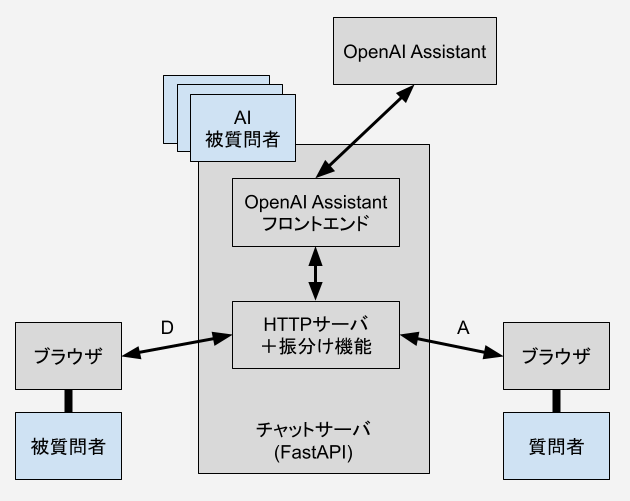 OpenAI Assistant
AI
被質問者
OpenAI Assistant
フロントエンド
D
HTTPサーバ
＋振分け機能
A
ブラウザ
ブラウザ
被質問者
チャットサーバ
(FastAPI)
質問者